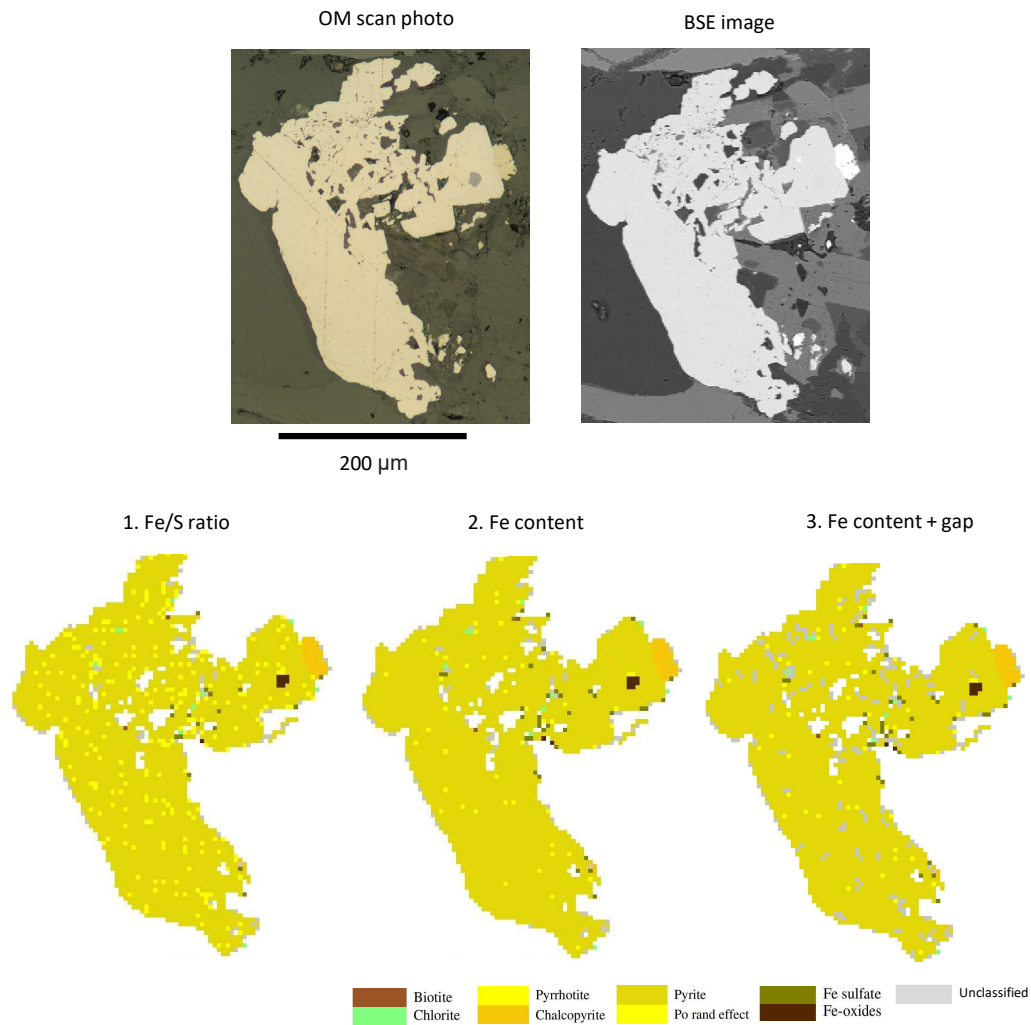 OM scan photo
BSE image
200 µm
1. Fe/S ratio
2. Fe content
3. Fe content + gap
Biotite
Pyrrhotite
Pyrite
Fe sulfate
Unclassified
Chlorite
Chalcopyrite
Po rand effect
Fe-oxides